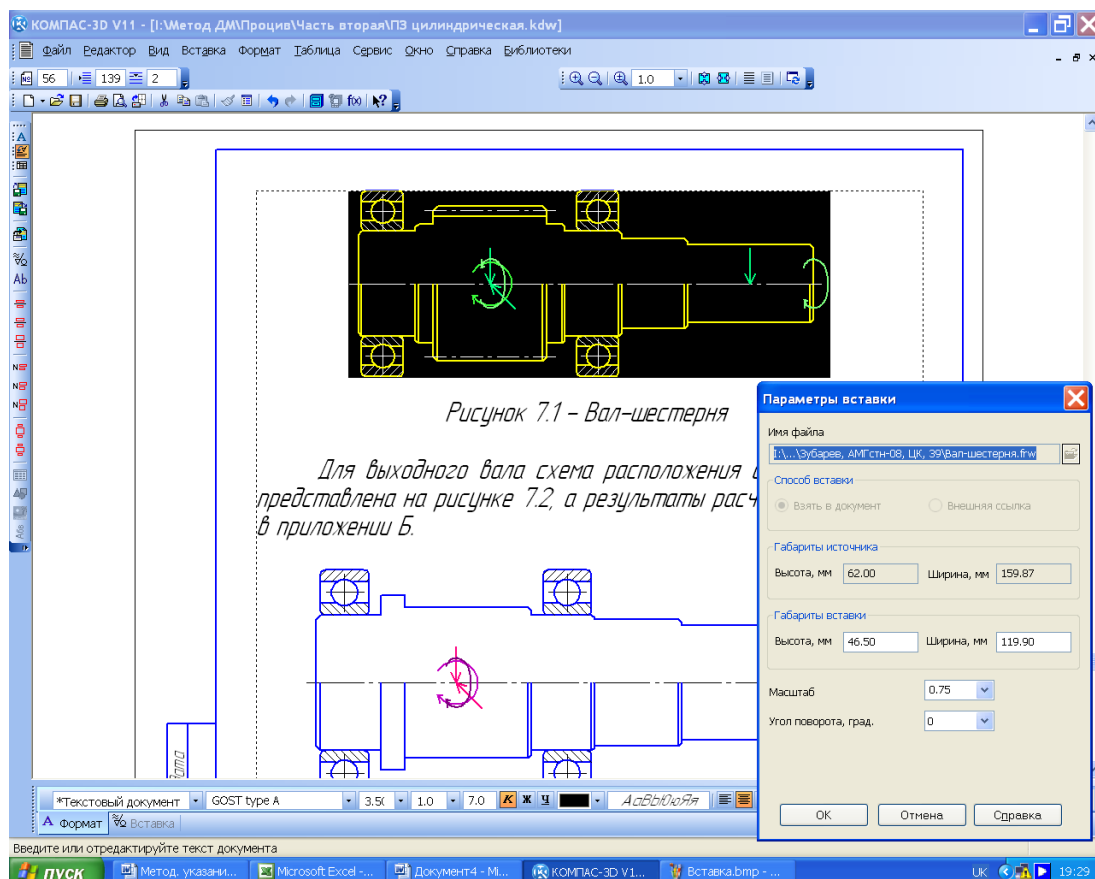 КОМПАС-3D V11 - [I:\Метод ДМ\Процив\Часть вторая\ПЗ цилиндрическая.kdw]
Файл Редактор Вид Вставка Формат Таблица Сервис Окно Справка Библиотеки
56 139 2 1.0
f(x)
Рисунок 7.1 – Вал-шестерня
Для выходного вала схема расположения
представлена на рисунке 7.2, а результаты расч
в приложении Б.
Дата
Параметры вставки
Имя файла
I:\...\Зубарев, АМГстн-08, ЦК, 39\Вал-шестерня.frw
Способ вставки
Взять в документ Внешняя ссылка
Габариты источника
Высота, мм 62.00 Ширина, мм 159.87
Габариты вставки
Высота, мм 46.50 Ширина, мм 119.90
Масштаб 0.75
Угол поворота, град. 0
OK Отмена Справка
*Текстовый документ GOST type A 3.5( 1.0 7.0 К Ж Ч АаВЬЮюЯя
Формат Вставка
Введите или отредактируйте текст документа
пуск Метод. указани... Microsoft Excel -... Документ4 - Mi... КОМПАС-3D V1... Вставка.bmp - ... UK 19:29